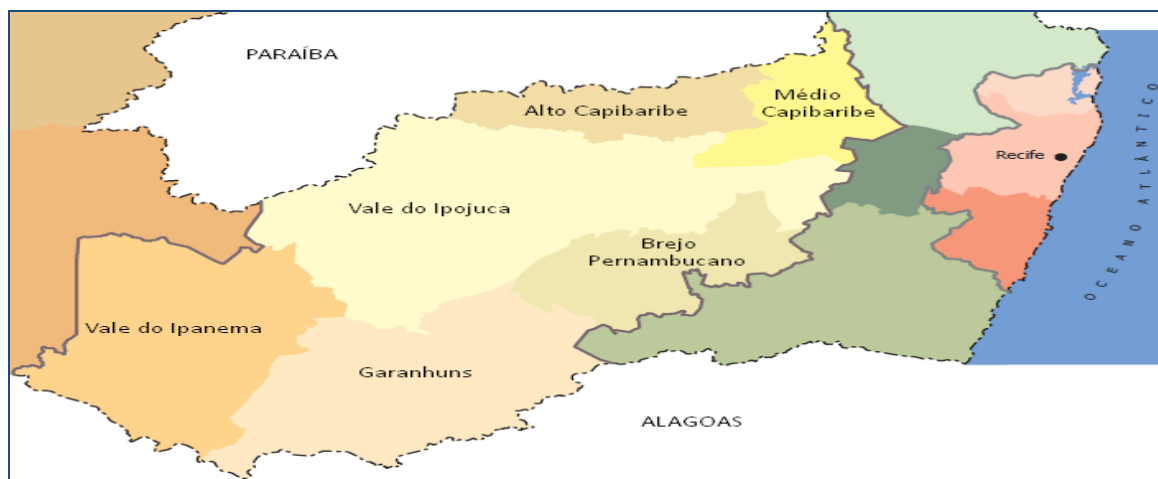 PARAÍBA
Alto Capibaribe
Médio
Capibaribe
Recife
OCEANO ATLÂNTICO
Vale do Ipojuca
Brejo
Pernambucano
Vale do Ipanema
Garanhuns
ALAGOAS